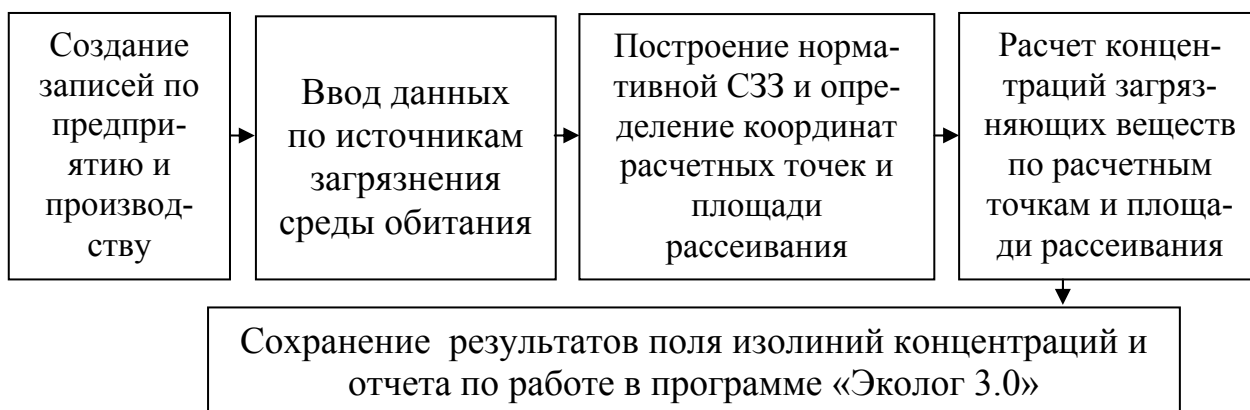 Создание
записей по
предпри-
ятию и
производ-
ству
Ввод данных
по источникам
загрязнения
среды обитания
Построение нор-
мативной СЗЗ и опре-
деление координат
расчетных точек и
площади
рассеивания
Расчет концен-
траций загряз-
няющих веществ
по расчетным
точкам и площа-
ди рассеивания
Сохранение результатов поля изолиний концентраций и
отчета по работе в программе «Эколог 3.0»